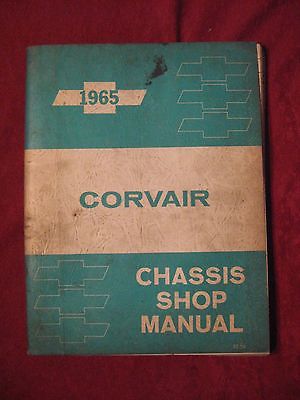 1965
CORVAIR
CHASSIS
SHOP
MANUAL